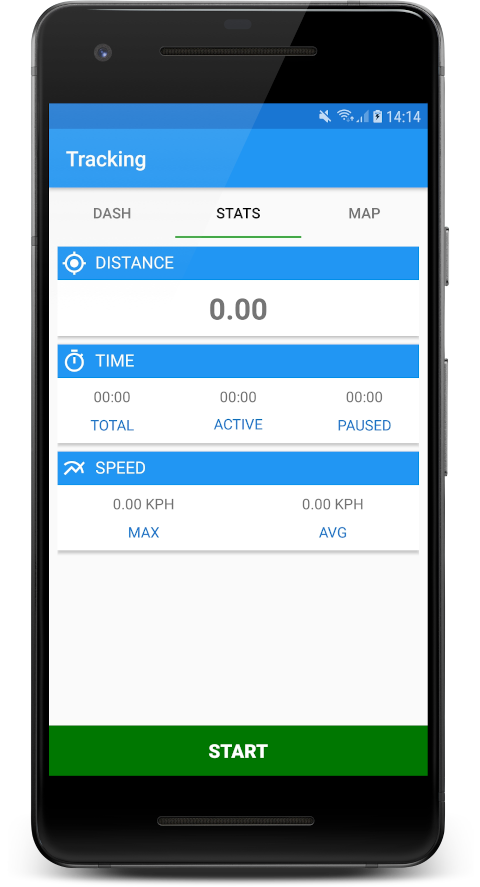 14:14
Tracking
DASH STATS MAP
DISTANCE
0.00
TIME
00:00 00:00 00:00
TOTAL ACTIVE PAUSED
SPEED
0.00 KPH 0.00 KPH
MAX AVG
START